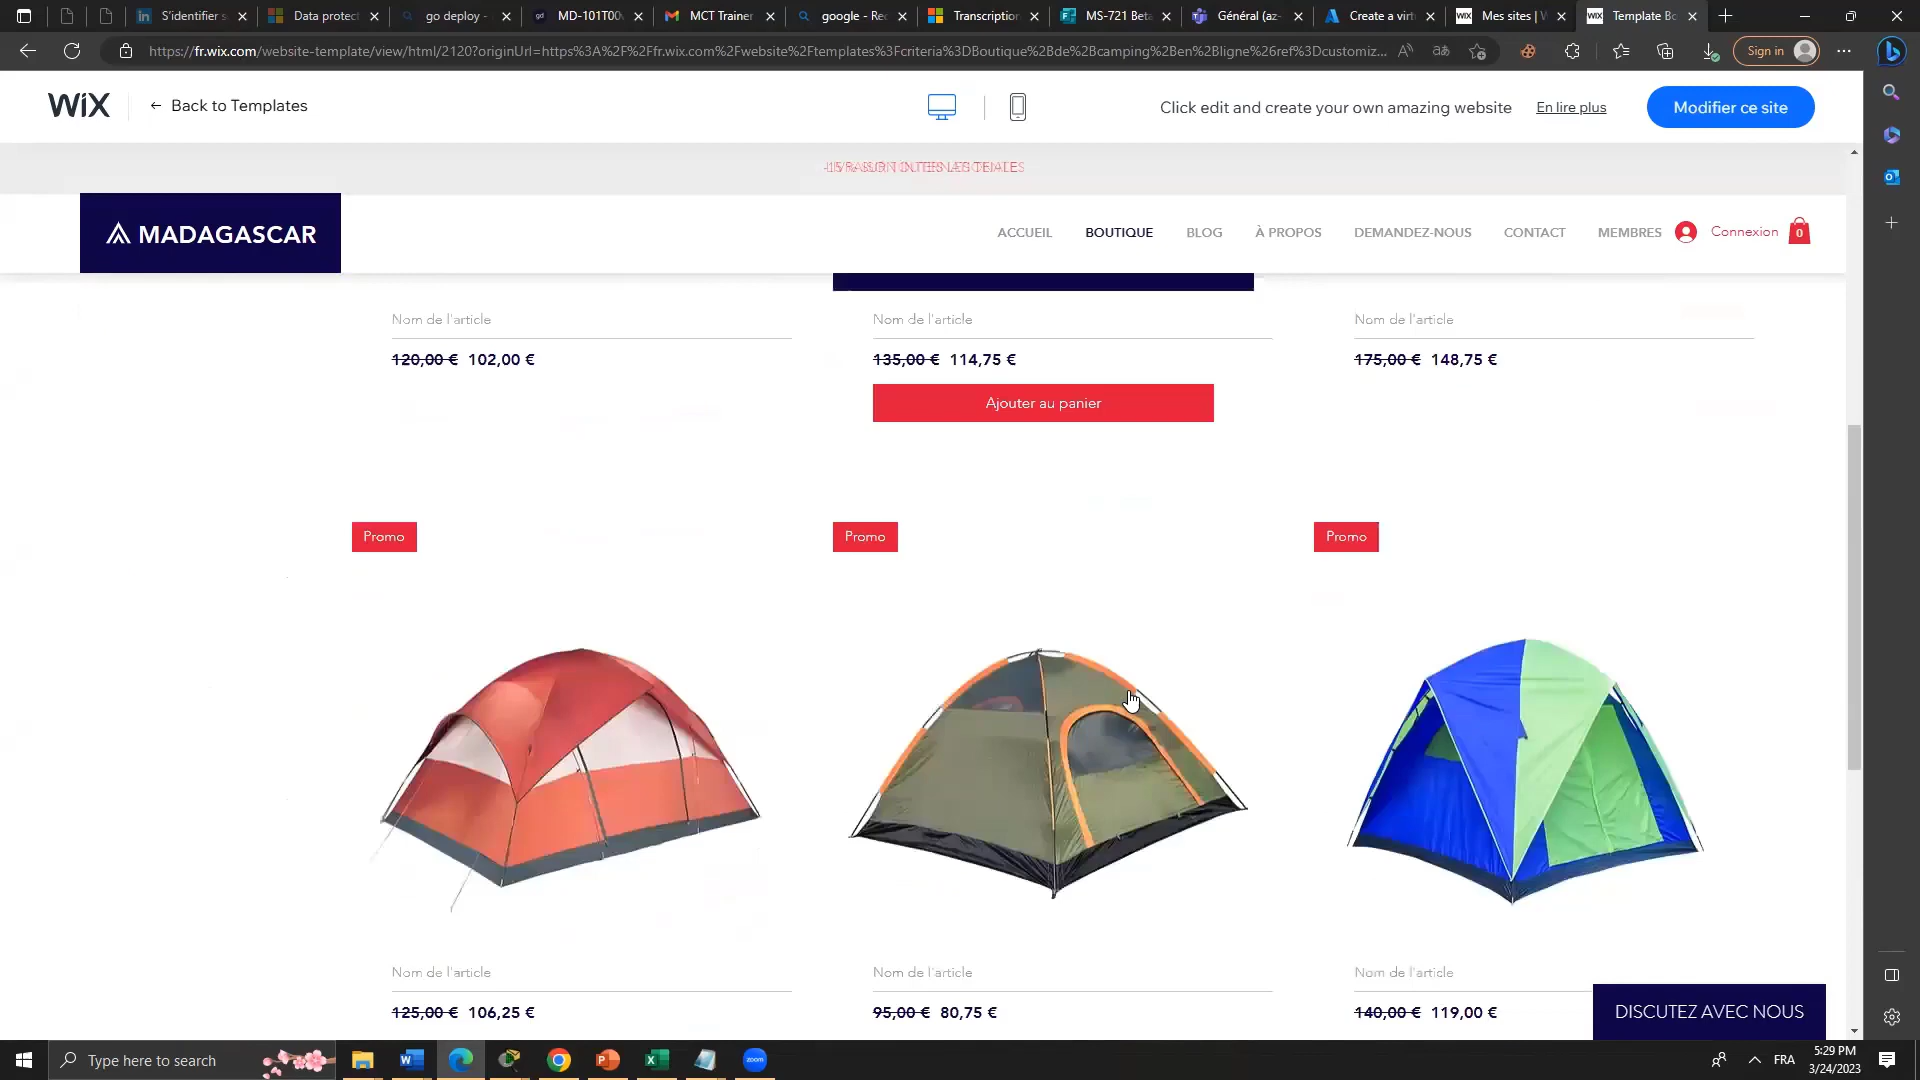 S'identifier s
Data protec
go deploy -
MD-101T00
MCT Trainer
google - Re
Transcription
MS-721 Beta
Général (az-
Create a virt
Mes sites | W
Template Bo
https://fr.wix.com/website-template/view/html/2120?originUrl=https%3A%2F%2Ffr.wix.com%2Fwebsite%2Ftemplates%3Fcriteria%3DBoutique%2Bde%2Bcamping%2Ben%2Bligne%26ref%3Dcustomiz...
Sign in
WiX
← Back to Templates
Click edit and create your own amazing website
En lire plus
Modifier ce site
MADAGASCAR
ACCUEIL
BOUTIQUE
BLOG
À PROPOS
DEMANDEZ-NOUS
CONTACT
MEMBRES
Connexion
0
Nom de l'article
120,00 € 102,00 €
Nom de l'article
135,00 € 114,75 €
Ajouter au panier
Nom de l'article
175,00 € 148,75 €
Promo
Promo
Promo
Nom de l'article
125,00 € 106,25 €
Nom de l'article
95,00 € 80,75 €
Nom de l'article
140,00 € 119,00 €
DISCUTEZ AVEC NOUS
Type here to search
zoom
FRA
5:29 PM
3/24/2023